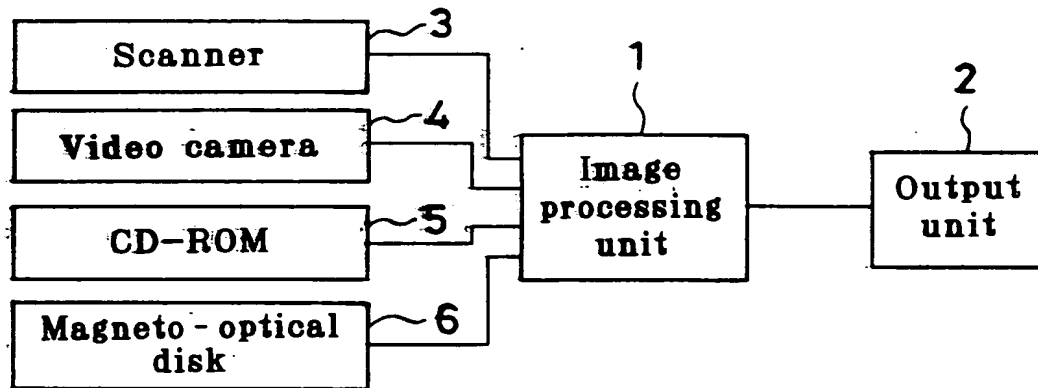 Scanner
3
Video camera
4
CD-ROM
5
Magneto-optical
disk
6
1
Image
processing
unit
2
Output
unit